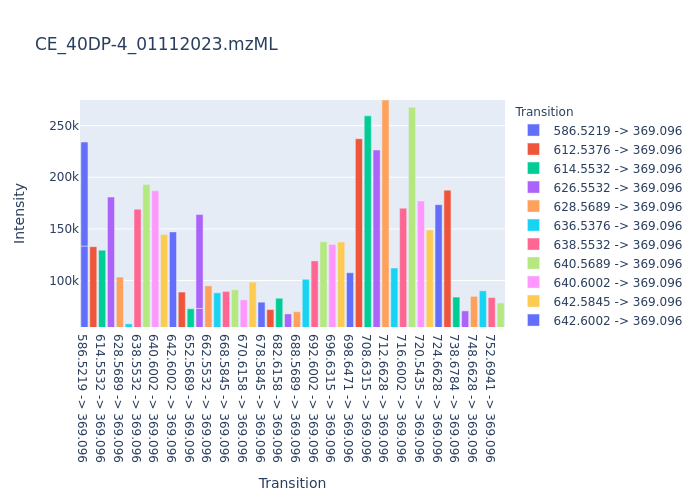 CE_40DP-4_01112023.mzML
Intensity
250k
200k
150k
100k
586.5219 -> 369.096
614.5532 -> 369.096
628.5689 -> 369.096
638.5532 -> 369.096
640.6002 -> 369.096
642.6002 -> 369.096
652.5689 -> 369.096
662.5532 -> 369.096
668.5845 -> 369.096
670.6158 -> 369.096
678.5845 -> 369.096
682.6158 -> 369.096
688.5689 -> 369.096
692.6002 -> 369.096
696.6315 -> 369.096
698.6471 -> 369.096
708.6315 -> 369.096
712.6628 -> 369.096
716.6002 -> 369.096
720.5435 -> 369.096
724.6628 -> 369.096
738.6784 -> 369.096
748.6628 -> 369.096
752.6941 -> 369.096
Transition
Transition
586.5219 -> 369.096
612.5376 -> 369.096
614.5532 -> 369.096
626.5532 -> 369.096
628.5689 -> 369.096
636.5376 -> 369.096
638.5532 -> 369.096
640.5689 -> 369.096
640.6002 -> 369.096
642.5845 -> 369.096
642.6002 -> 369.096